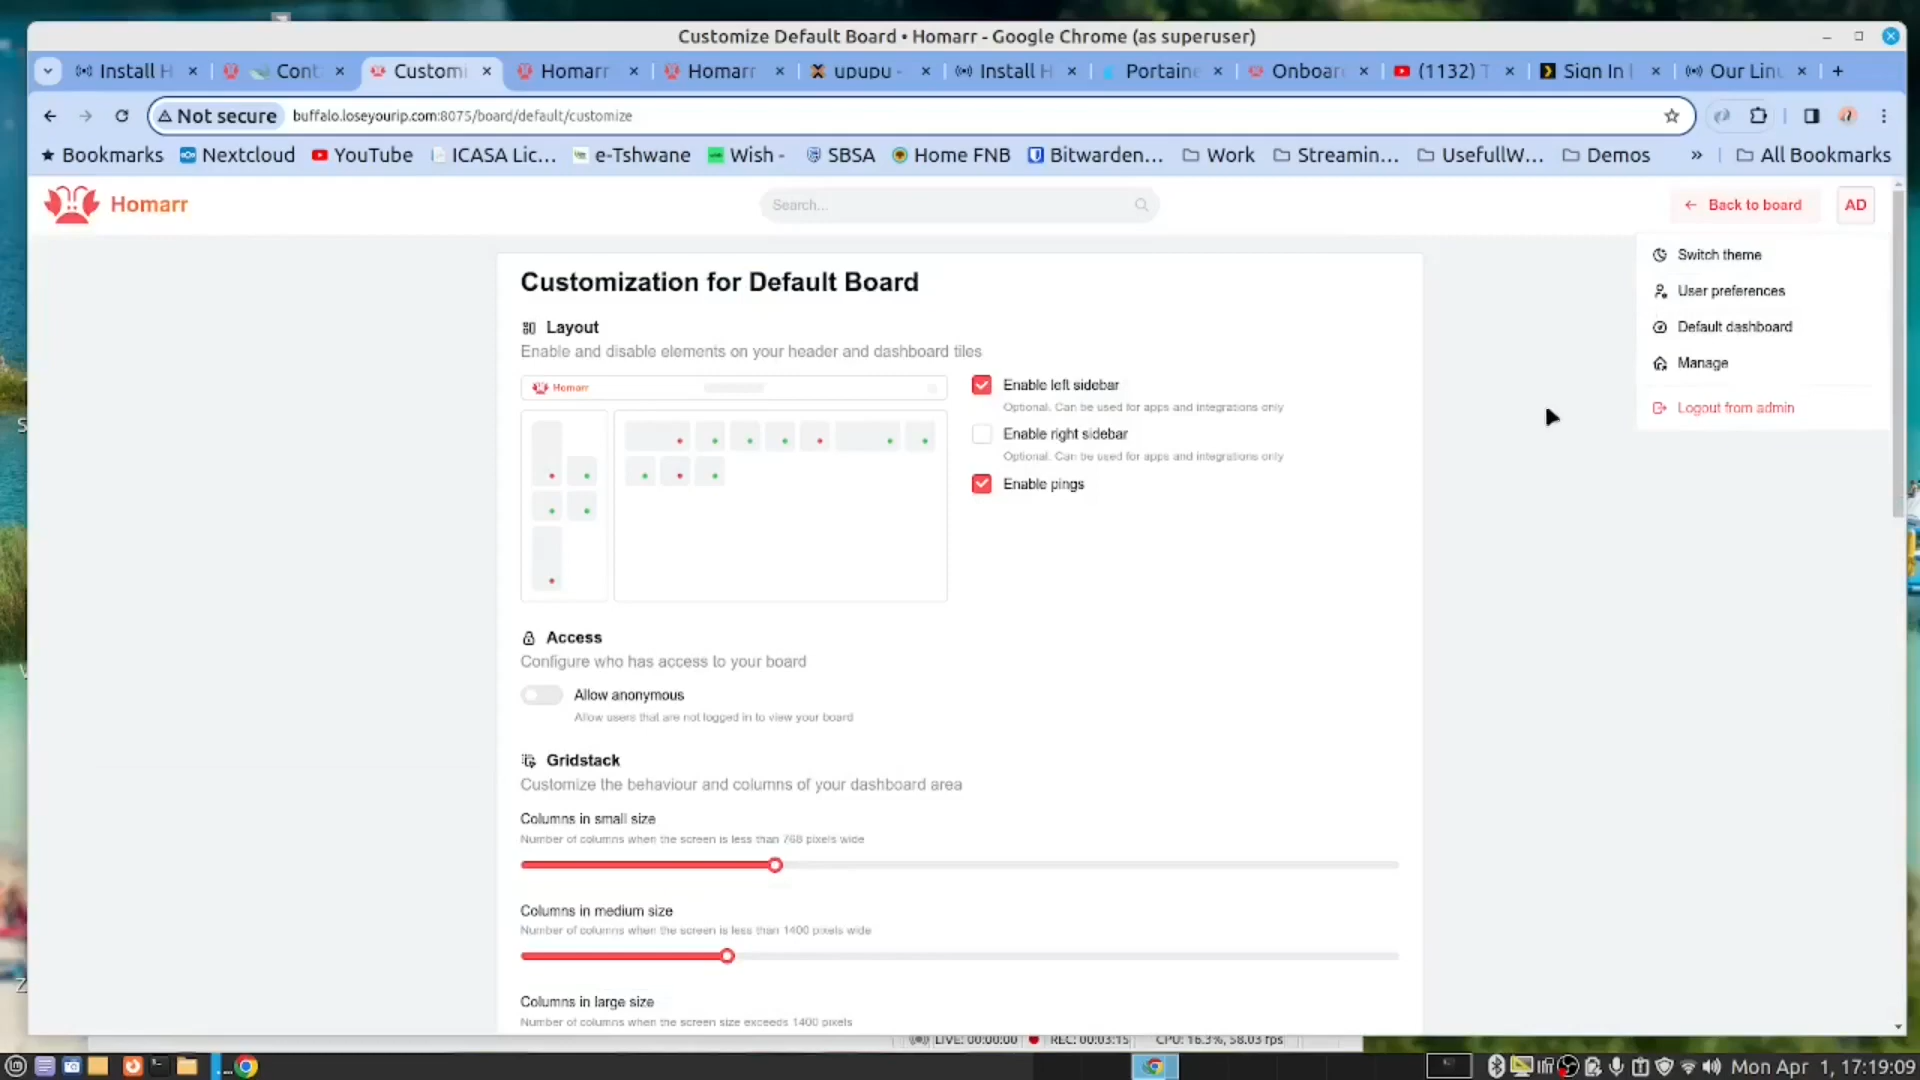 Customize Default Board • Homarr - Google Chrome (as superuser)
Install H
Cont
Customi
Homarr
Homarr
upupu -
Install H
Portaine
Onboar
(1132) T
Sign In
Our Linu
Not secure
buffalo.loseyourip.com:8075/board/default/customize
Bookmarks
Nextcloud
YouTube
ICASA Lic...
e-Tshwane
Wish -
SBSA
Home FNB
Bitwarden...
Work
Streamin...
UsefullW...
Demos
»
All Bookmarks
Homarr
Search...
Back to board
AD
Switch theme
User preferences
Default dashboard
Manage
Logout from admin
Customization for Default Board
Layout
Enable and disable elements on your header and dashboard tiles
Homarr
Enable left sidebar
Optional. Can be used for apps and integrations only
Enable right sidebar
Optional. Can be used for apps and integrations only
Enable pings
Access
Configure who has access to your board
Allow anonymous
Allow users that are not logged in to view your board
Gridstack
Customize the behaviour and columns of your dashboard area
Columns in small size
Number of columns when the screen is less than 768 pixels wide
Columns in medium size
Number of columns when the screen is less than 1400 pixels wide
Columns in large size
Number of columns when the screen size exceeds 1400 pixels
LIVE: 00:00:00
REC: 00:03:15
CPU: 16.3%, 58.03 fps
Mon Apr 1, 17:19:09